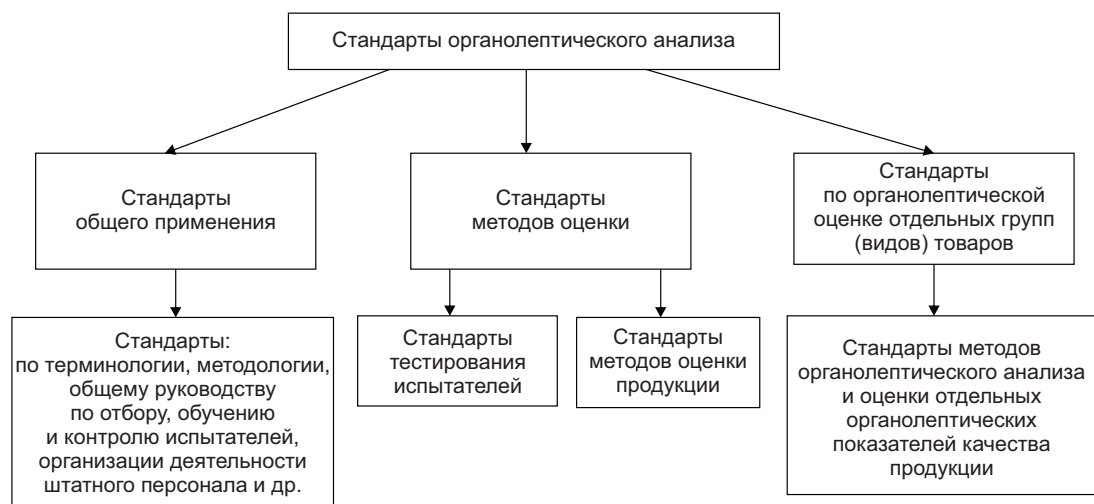 Стандарты органолептического анализа
Стандарты
общего применения
Стандарты
методов оценки
Стандарты
по органолептической
оценке отдельных групп
(видов) товаров
Стандарты:
по терминологии, методологии,
общему руководству
по отбору, обучению
и контролю испытателей,
организации деятельности
штатного персонала и др.
Стандарты
тестирования
испытателей
Стандарты
методов оценки
продукции
Стандарты методов
органолептического анализа
и оценки отдельных
органолептических
показателей качества
продукции